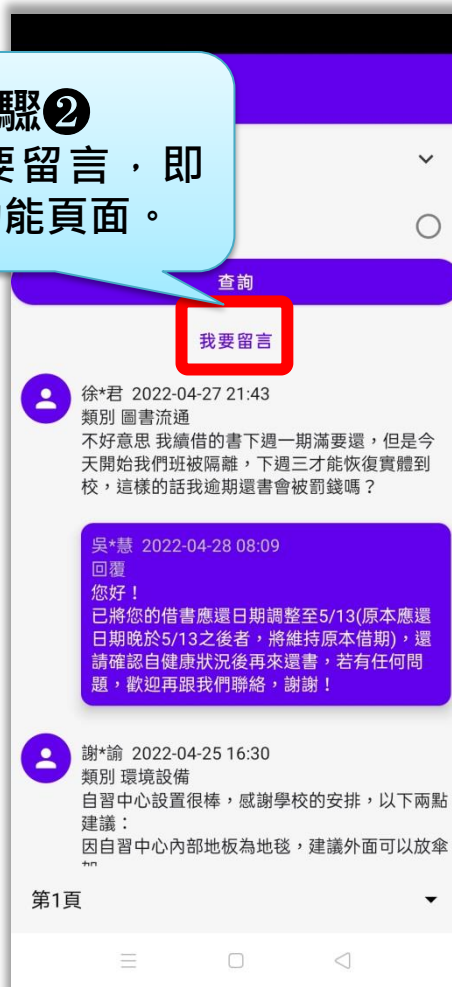 驟❷
要留言，即
能頁面。
查詢
我要留言
徐*君 2022-04-27 21:43
類別 圖書流通
不好意思 我續借的書下週一期滿要還，但是今
天開始我們班被隔離，下週三才能恢復實體到
校，這樣的話我逾期還書會被罰錢嗎？
吳*慧 2022-04-28 08:09
回覆
您好！
已將您的借書應還日期調整至5/13(原本應還
日期晚於5/13之後者，將維持原本借期)，還
請確認自健康狀況後再來還書，若有任何問
題，歡迎再跟我們聯絡，謝謝！
謝*諭 2022-04-25 16:30
類別 環境設備
自習中心設置很棒，感謝學校的安排，以下兩點
建議：
因自習中心內部地板為地毯，建議外面可以放傘
第1頁